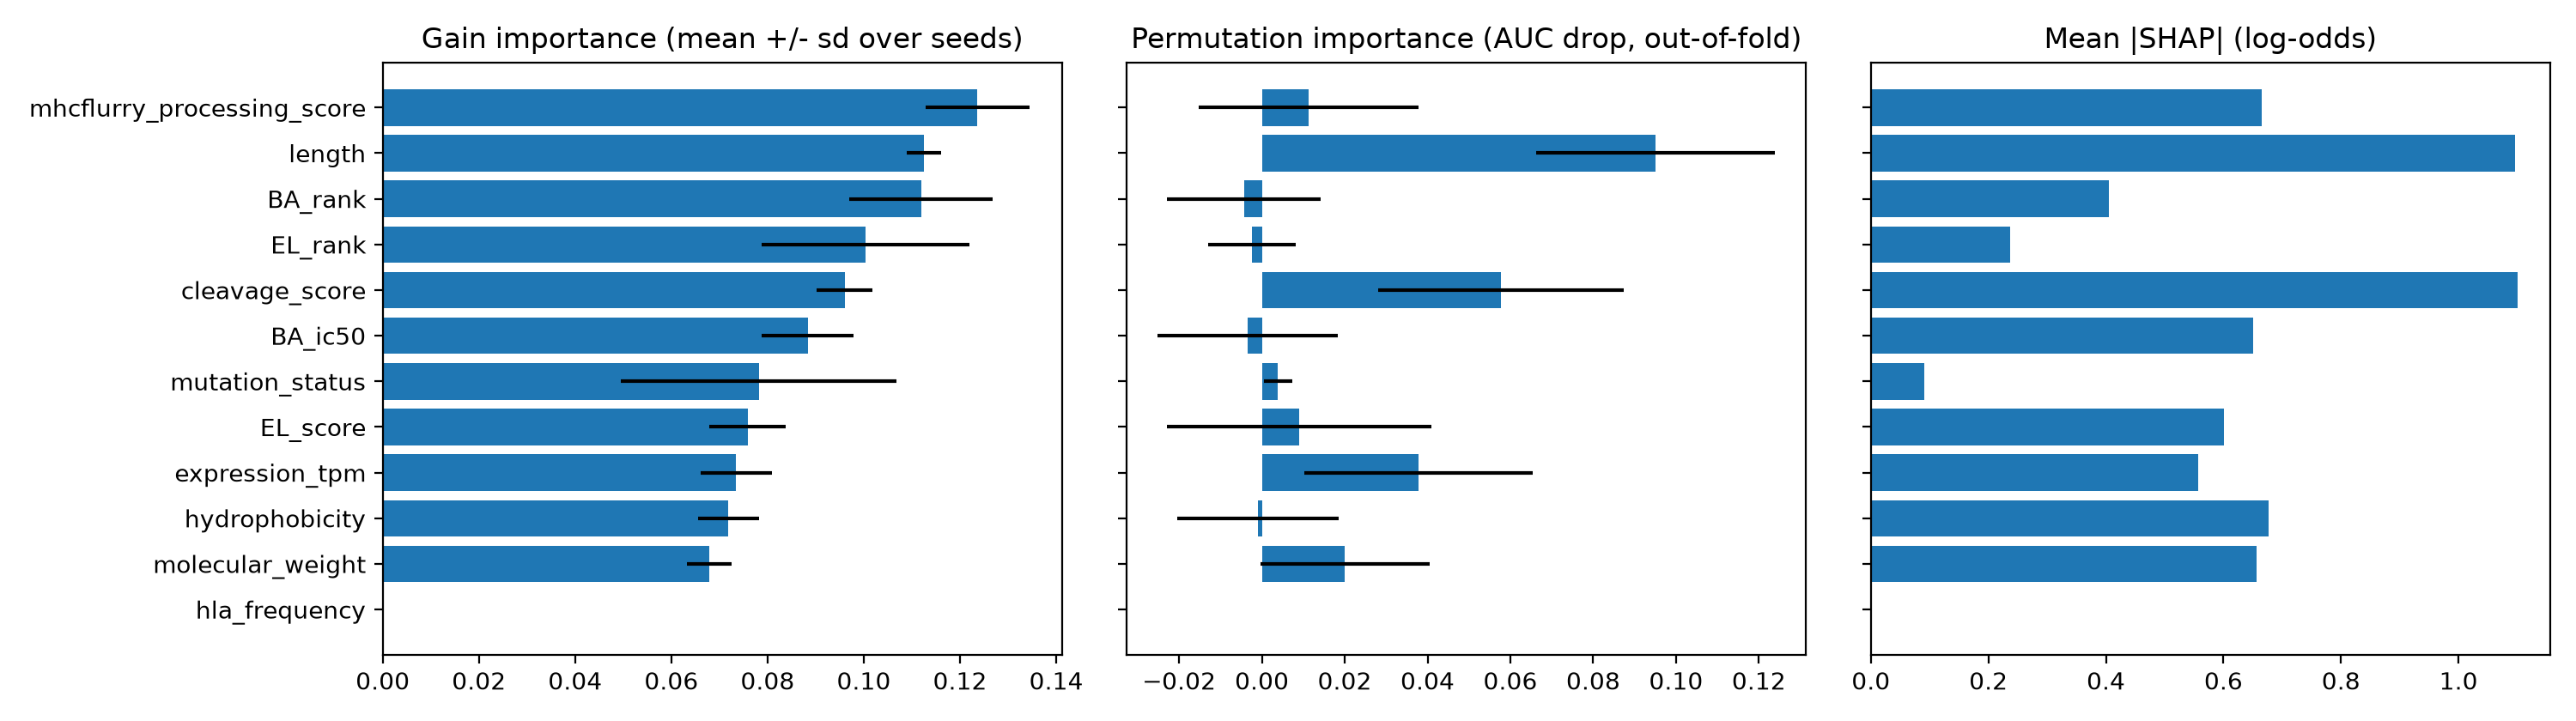 Gain importance (mean +/- sd over seeds)
Permutation importance (AUC drop, out-of-fold)
Mean |SHAP| (log-odds)
mhcflurry_processing_score
length
BA_rank
EL_rank
cleavage_score
BA_ic50
mutation_status
EL_score
expression_tpm
hydrophobicity
molecular_weight
hla_frequency
0.00 0.02 0.04 0.06 0.08 0.10 0.12 0.14
−0.02 0.00 0.02 0.04 0.06 0.08 0.10 0.12
0.0 0.2 0.4 0.6 0.8 1.0